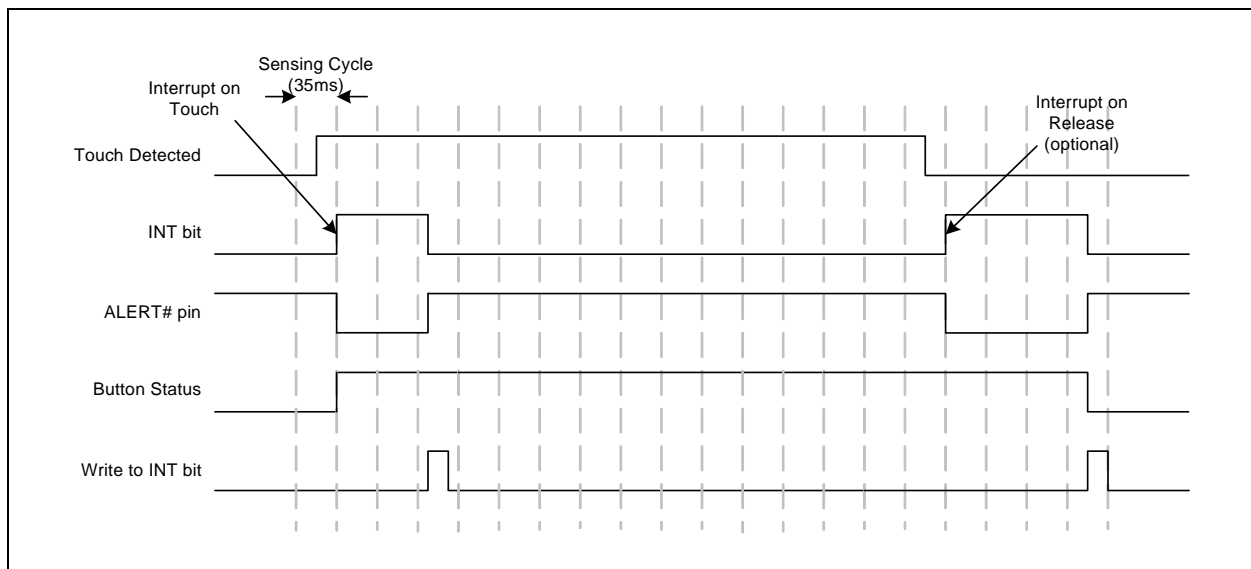 Sensing Cycle
(35ms)
Interrupt on
Touch
Interrupt on
Release
(optional)
Touch Detected
INT bit
ALERT# pin
Button Status
Write to INT bit